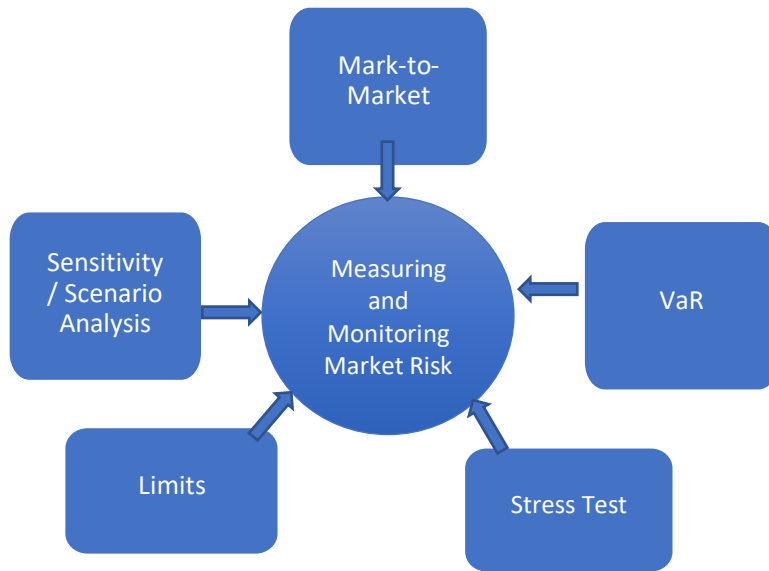 Mark-to-
Market
Sensitivity
/ Scenario
Analysis
Measuring
and
Monitoring
Market Risk
VaR
Limits
Stress Test